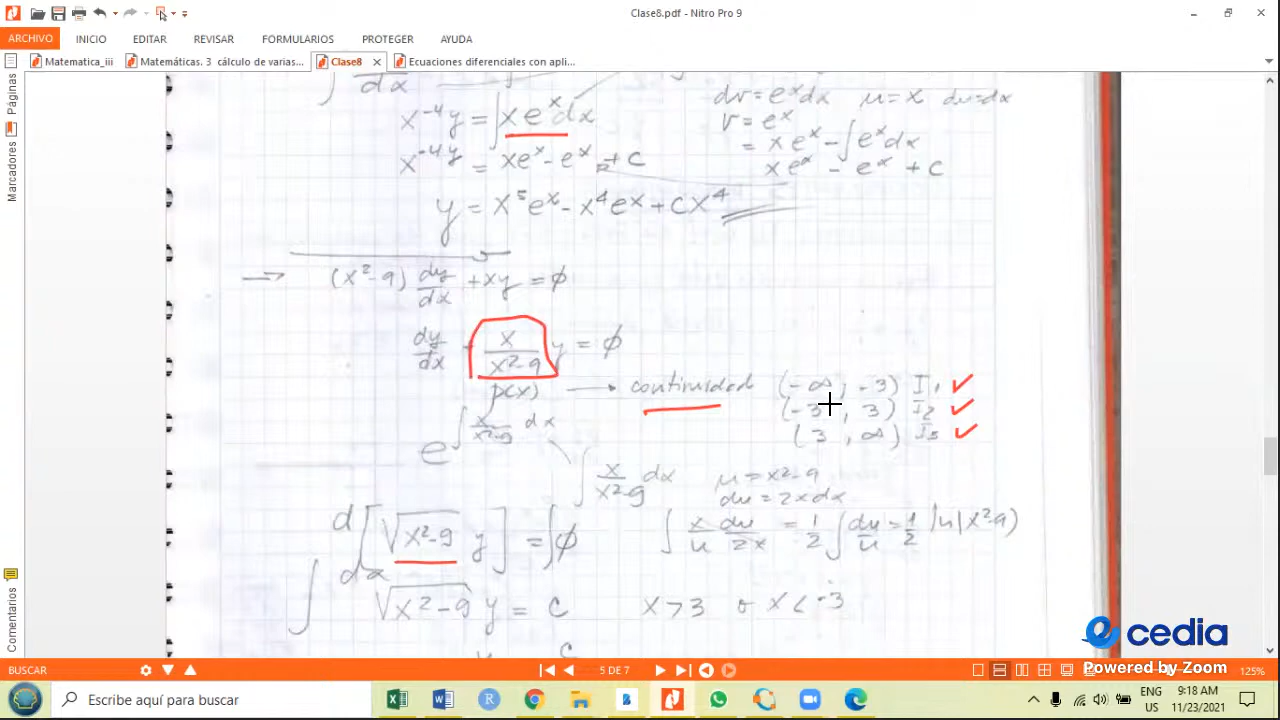 Clase8.pdf - Nitro Pro 9
ARCHIVO INICIO EDITAR REVISAR FORMULARIOS PROTEGER AYUDA
Matematica_iii Matemáticas. 3 cálculo de varias... Clase8 Ecuaciones diferenciales con apli...
Páginas
Marcadores
Comentarios
dx
x⁻⁴y = ∫xeˣdx
x⁻⁴y = xeˣ - eˣ + C
y = x⁵eˣ - x⁴eˣ + Cx⁴
dv = eˣdx u = x du = dx
v = eˣ
= xeˣ - ∫eˣdx
xeˣ - eˣ + C
→ (x²-9) dy/dx + xy = ϕ
dy/dx + x/(x²-9) y = ϕ
p(x) → continuidad (-∞, -3) I₁
(-3, 3) I₂
(3, ∞) I₃
e^∫ x/(x²-9) dx
∫ x/(x²-9) dx u = x²-9
du = 2xdx
d/dx [√(x²-9) y] = ∫ϕ
∫ x/u du/2x = 1/2 ∫ du/u = 1/2 ln|x²-9)
∫ √(x²-9) y = C x > 3 o x < -3
C
cedia
Powered by Zoom
BUSCAR 5 DE 7 125%
Escribe aquí para buscar
ENG
US
9:18 AM
11/23/2021